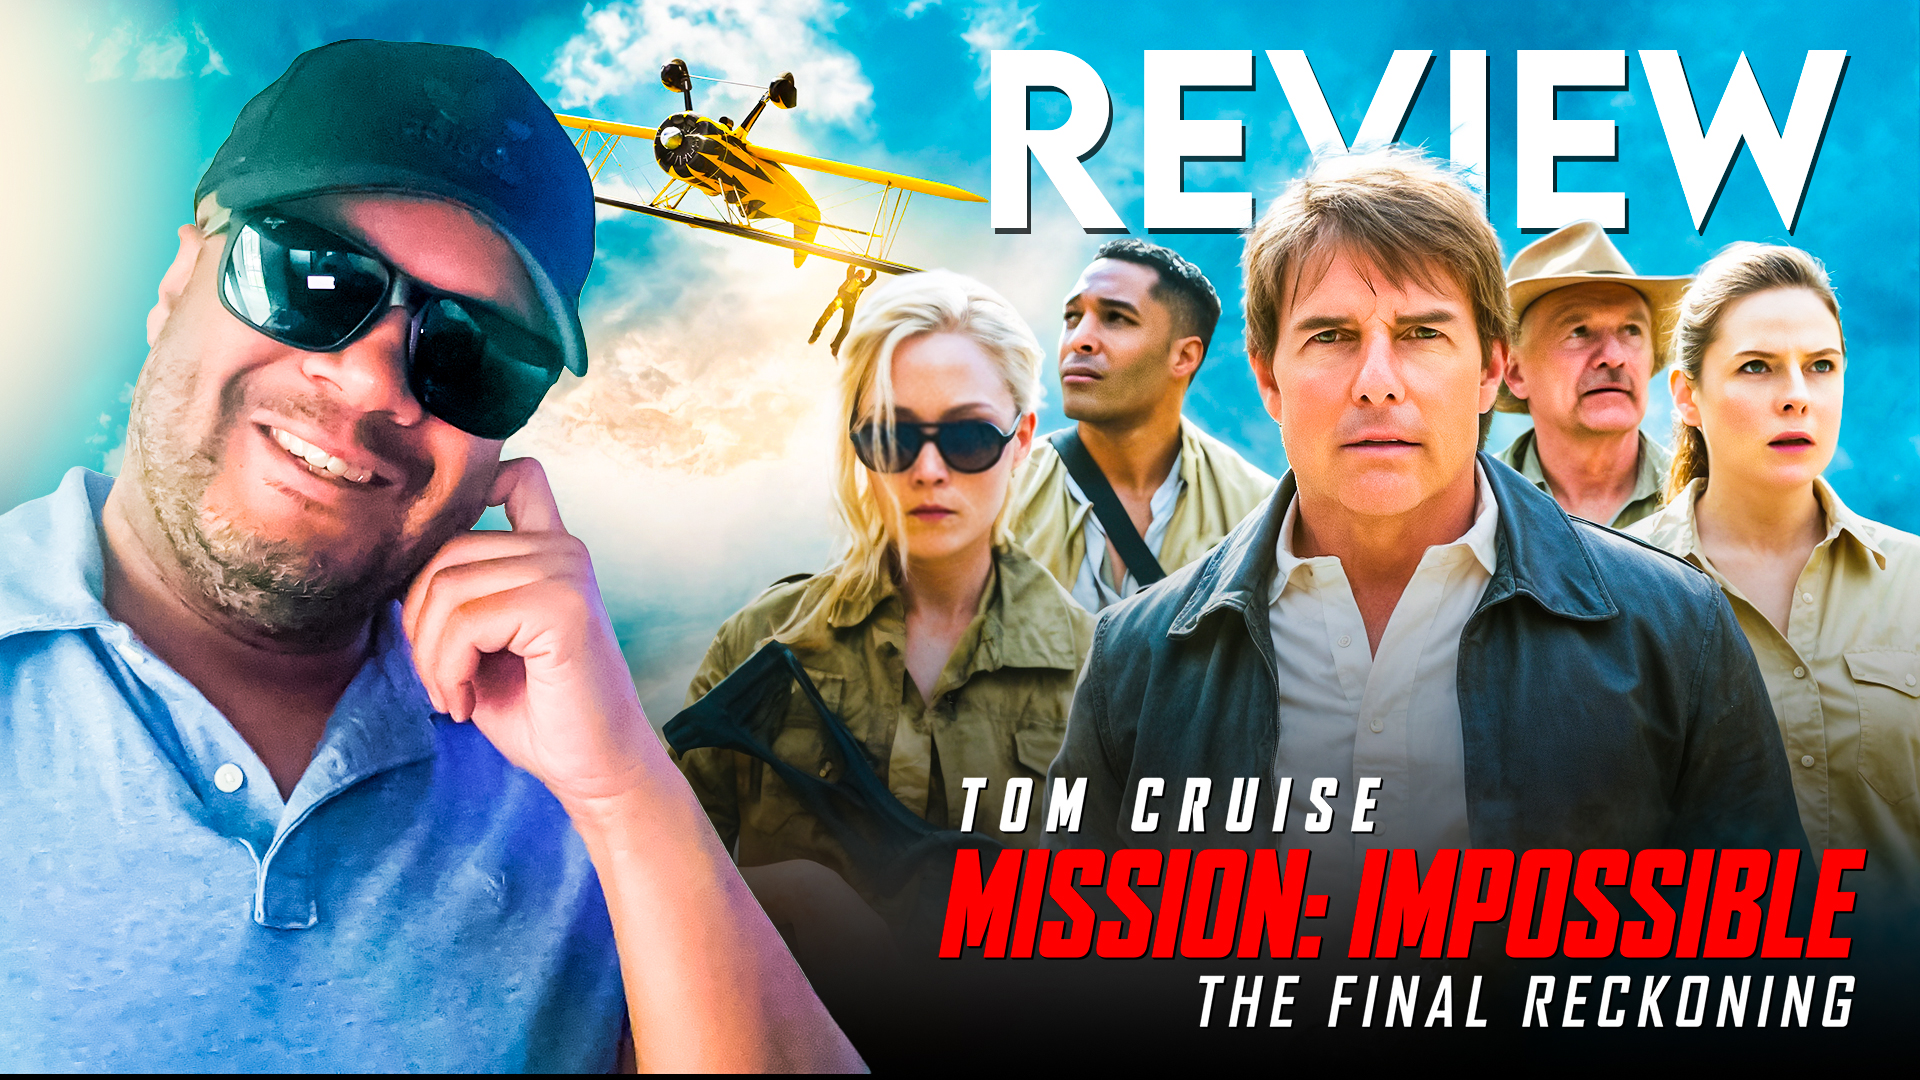 REVIEW
TOM CRUISE
MISSION: IMPOSSIBLE
THE FINAL RECKONING